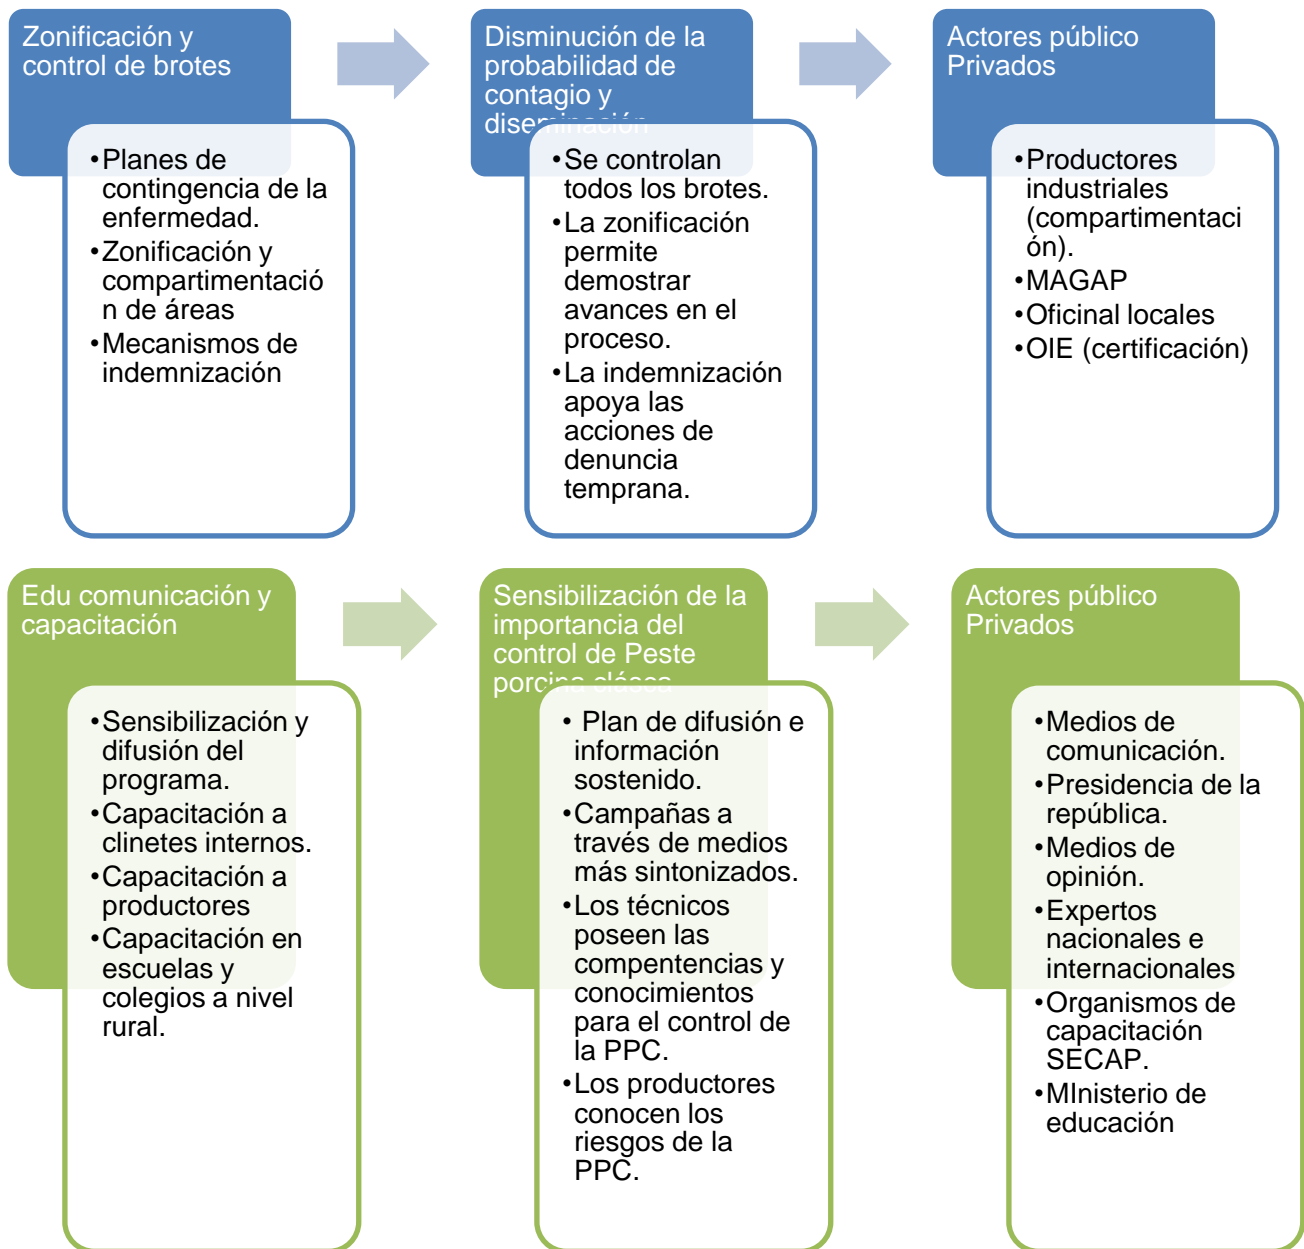 Zonificación y
control de brotes
•Planes de
contingencia de la
enfermedad.
•Zonificación y
compartimentació
n de áreas
•Mecanismos de
indemnización
Disminución de la
probabilidad de
contagio y
diseminación
•Se controlan
todos los brotes.
•La zonificación
permite
demostrar
avances en el
proceso.
•La indemnización
apoya las
acciones de
denuncia
temprana.
Actores público
Privados
•Productores
industriales
(compartimentaci
ón).
•MAGAP
•Oficinal locales
•OIE (certificación)
Edu comunicación y
capacitación
•Sensibilización y
difusión del
programa.
•Capacitación a
clinetes internos.
•Capacitación a
productores
•Capacitación en
escuelas y
colegios a nivel
rural.
Sensibilización de la
importancia del
control de Peste
porcina clásca
• Plan de difusión e
información
sostenido.
•Campañas a
través de medios
más sintonizados.
•Los técnicos
poseen las
compentencias y
conocimientos
para el control de
la PPC.
•Los productores
conocen los
riesgos de la
PPC.
Actores público
Privados
•Medios de
comunicación.
•Presidencia de la
república.
•Medios de
opinión.
•Expertos
nacionales e
internacionales
•Organismos de
capacitación
SECAP.
•MInisterio de
educación